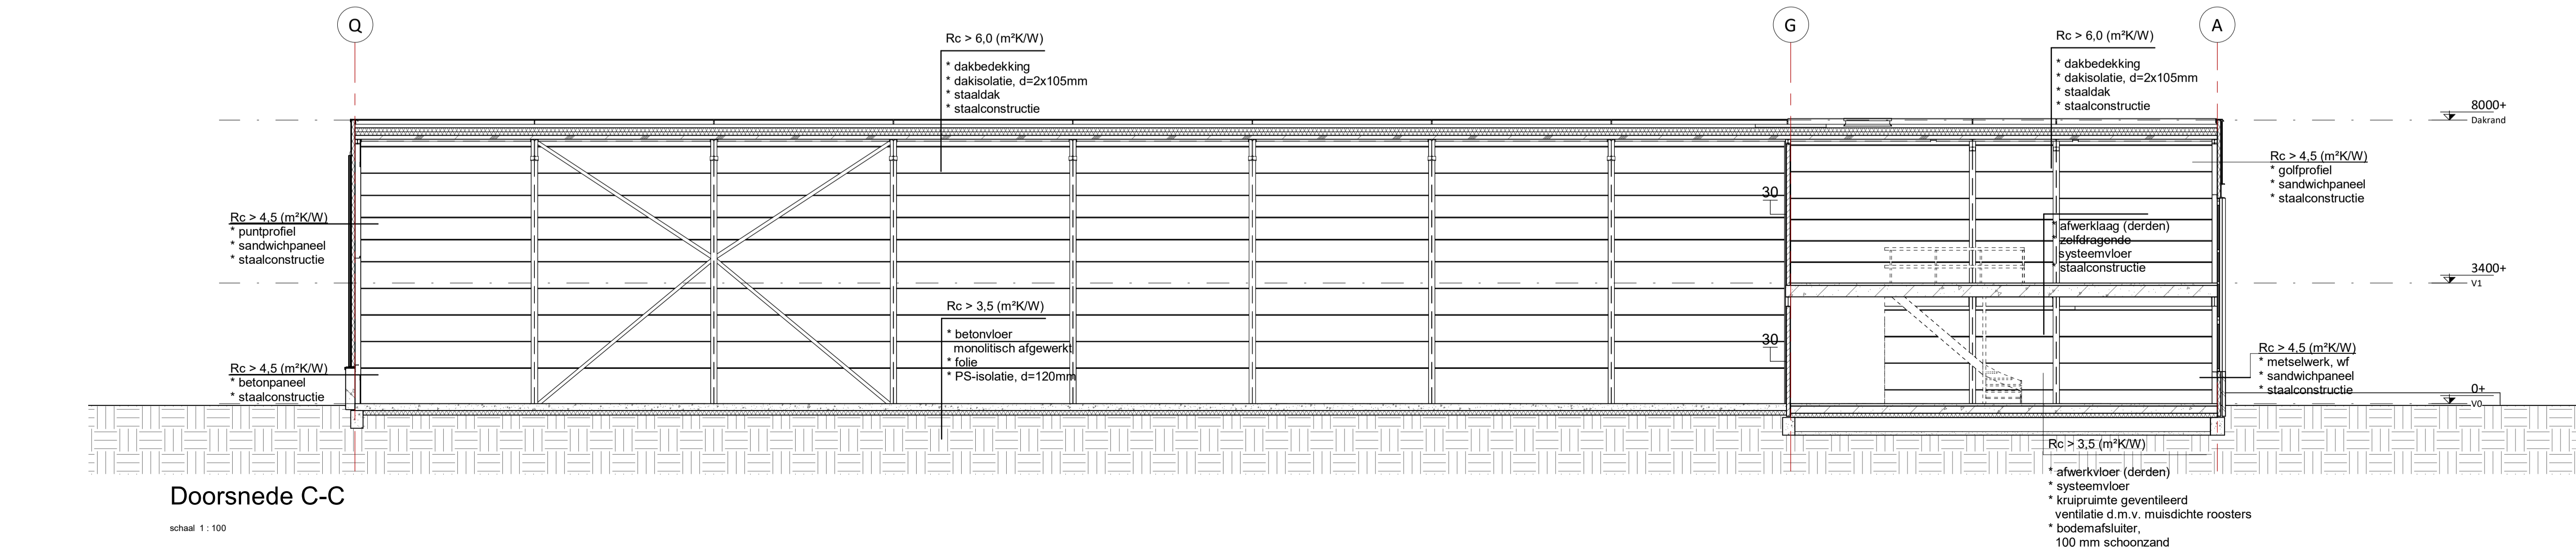 Q
G
A
Rc > 6,0 (m²K/W)
* dakbedekking
* dakisolatie, d=2x105mm
* staaldak
* staalconstructie
Rc > 6,0 (m²K/W)
* dakbedekking
* dakisolatie, d=2x105mm
* staaldak
* staalconstructie
8000+
Dakrand
Rc > 4,5 (m²K/W)
* golfprofiel
* sandwichpaneel
* staalconstructie
Rc > 4,5 (m²K/W)
* puntprofiel
* sandwichpaneel
* staalconstructie
30
* afwerklaag (derden)
* zelfdragende
systeemvloer
staalconstructie
3400+
V1
Rc > 3,5 (m²K/W)
* betonvloer
monolitisch afgewerkt
* folie
* PS-isolatie, d=120mm
30
Rc > 4,5 (m²K/W)
* metselwerk, wf
* sandwichpaneel
* staalconstructie
Rc > 4,5 (m²K/W)
* betonpaneel
* staalconstructie
0+
V0
Rc > 3,5 (m²K/W)
* afwerkvloer (derden)
* systeemvloer
* kruipruimte geventileerd
ventilatie d.m.v. muisdichte roosters
* bodemafsluiter,
100 mm schoonzand
Doorsnede C-C
schaal 1 : 100